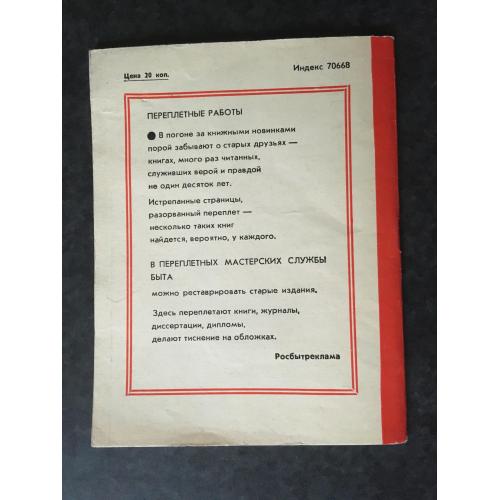 Цена 20 коп.
Индекс 70668
ПЕРЕПЛЕТНЫЕ РАБОТЫ
● В погоне за книжными новинками
порой забывают о старых друзьях —
книгах, много раз читанных,
служивших верой и правдой
не один десяток лет.
Истрепанные страницы,
разорванный переплет —
несколько таких книг
найдется, вероятно, у каждого.
В ПЕРЕПЛЕТНЫХ МАСТЕРСКИХ СЛУЖБЫ
БЫТА
можно реставрировать старые издания.
Здесь переплетают книги, журналы,
диссертации, дипломы,
делают тиснение на обложках.
Росбытреклама